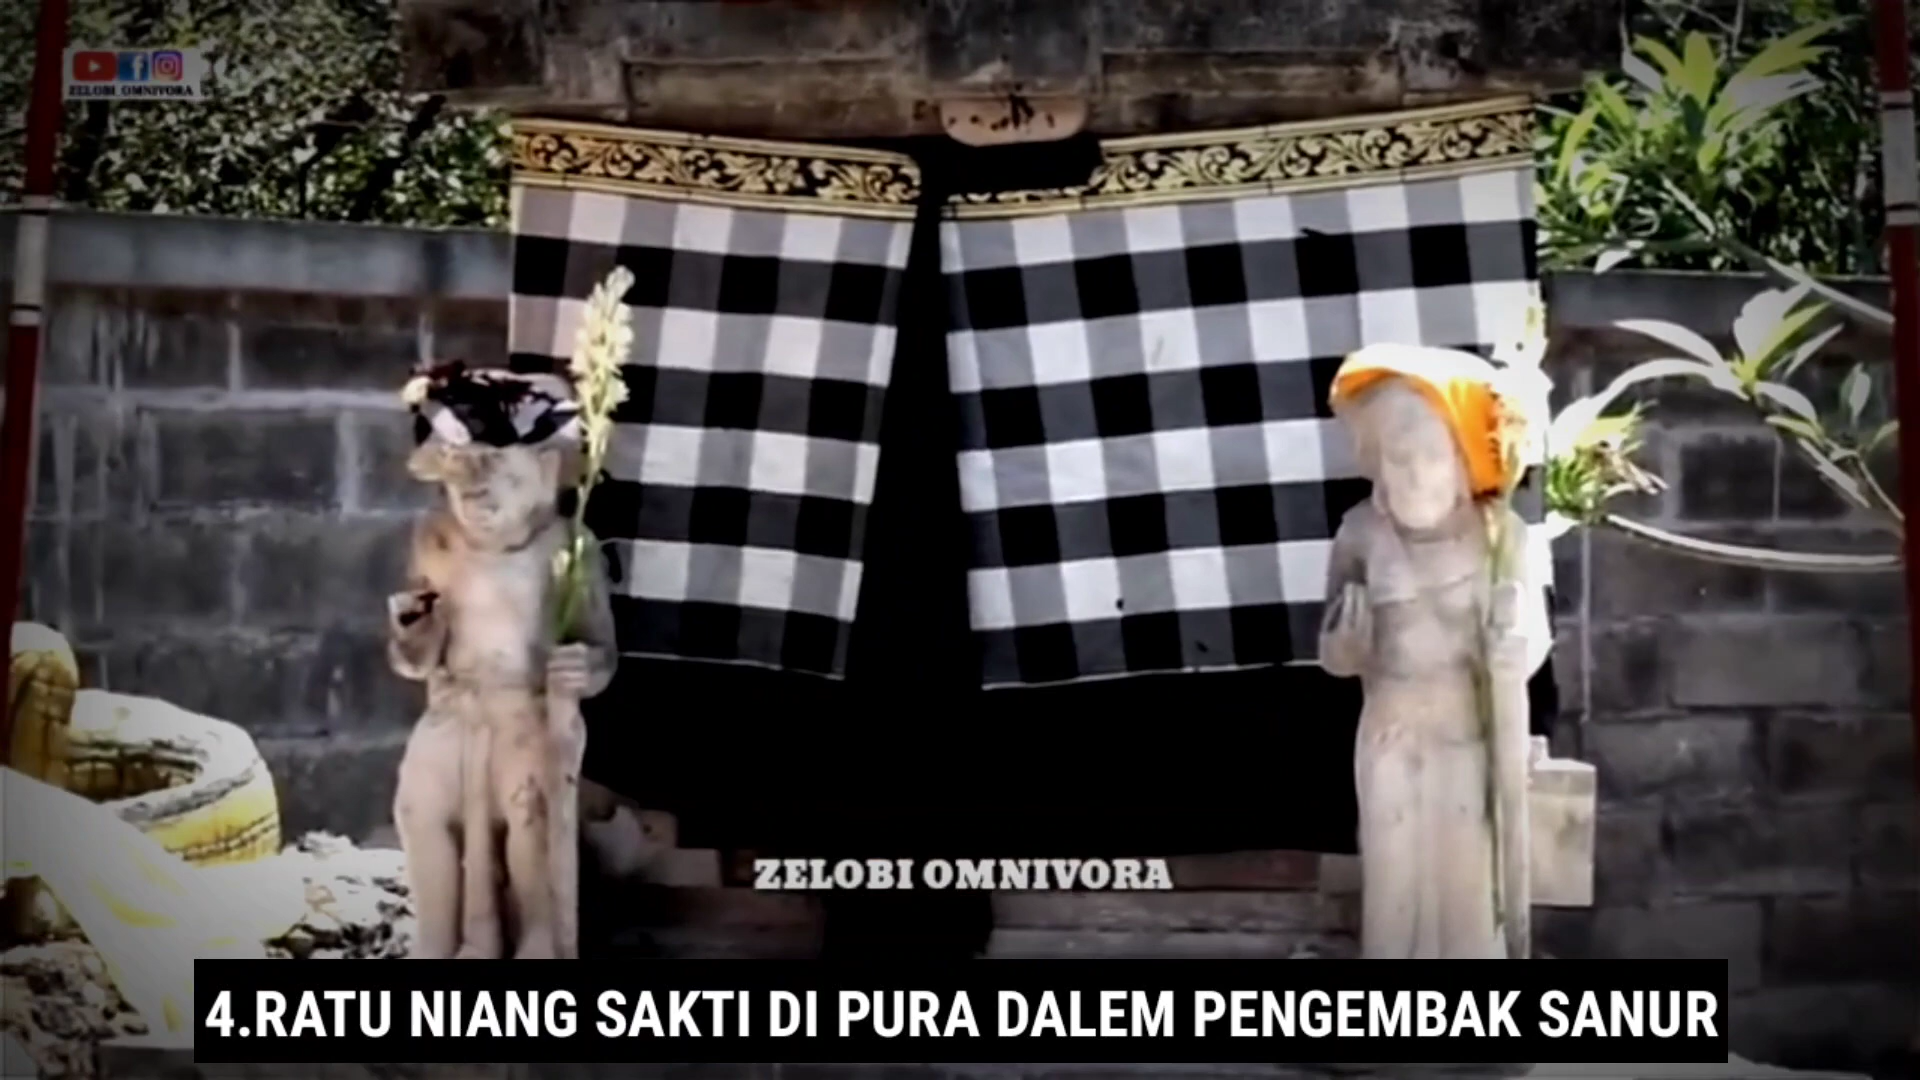 ZELOBI OMNIVORA
ZELOBI OMNIVORA
4.RATU NIANG SAKTI DI PURA DALEM PENGEMBAK SANUR